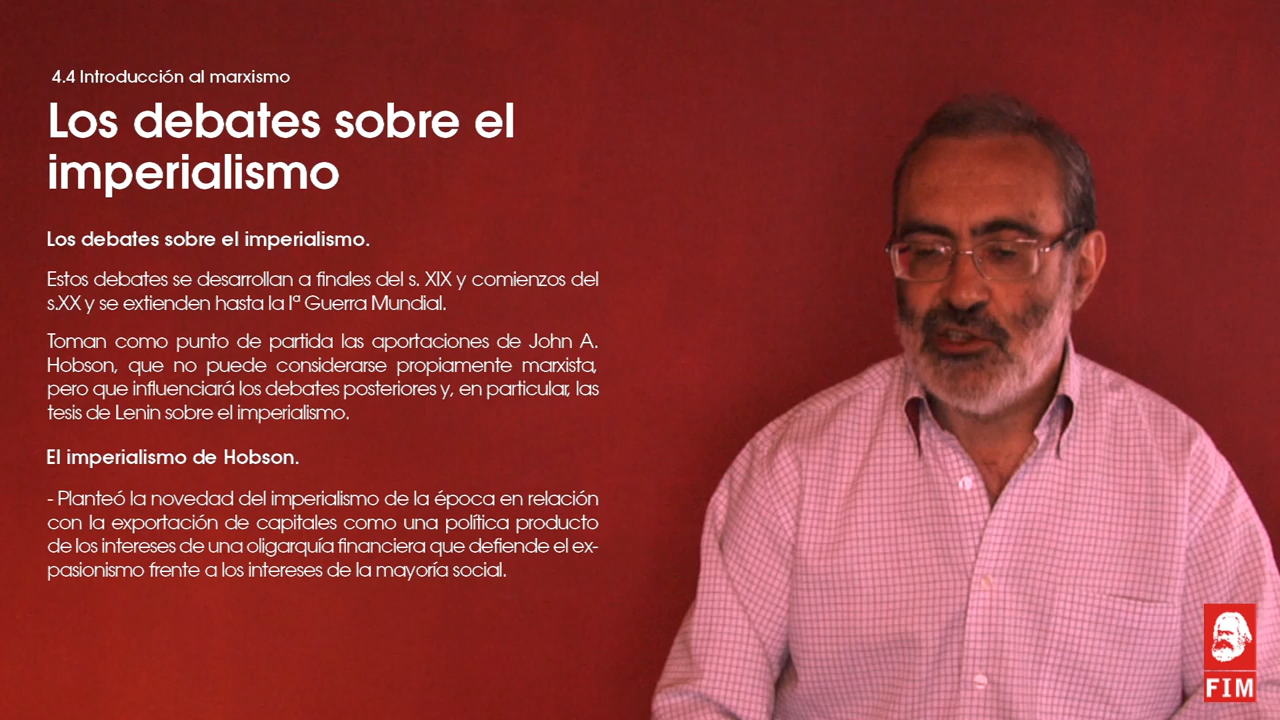 4.4 Introducción al marxismo
Los debates sobre el
imperialismo
Los debates sobre el imperialismo.
Estos debates se desarrollan a finales del s. XIX y comienzos del
s.XX y se extienden hasta la Iª Guerra Mundial.
Toman como punto de partida las aportaciones de John A.
Hobson, que no puede considerarse propiamente marxista,
pero que influenciará los debates posteriores y, en particular, las
tesis de Lenin sobre el imperialismo.
El imperialismo de Hobson.
- Planteó la novedad del imperialismo de la época en relación
con la exportación de capitales como una política producto
de los intereses de una oligarquía financiera que defiende el ex-
pasionismo frente a los intereses de la mayoría social.
FIM